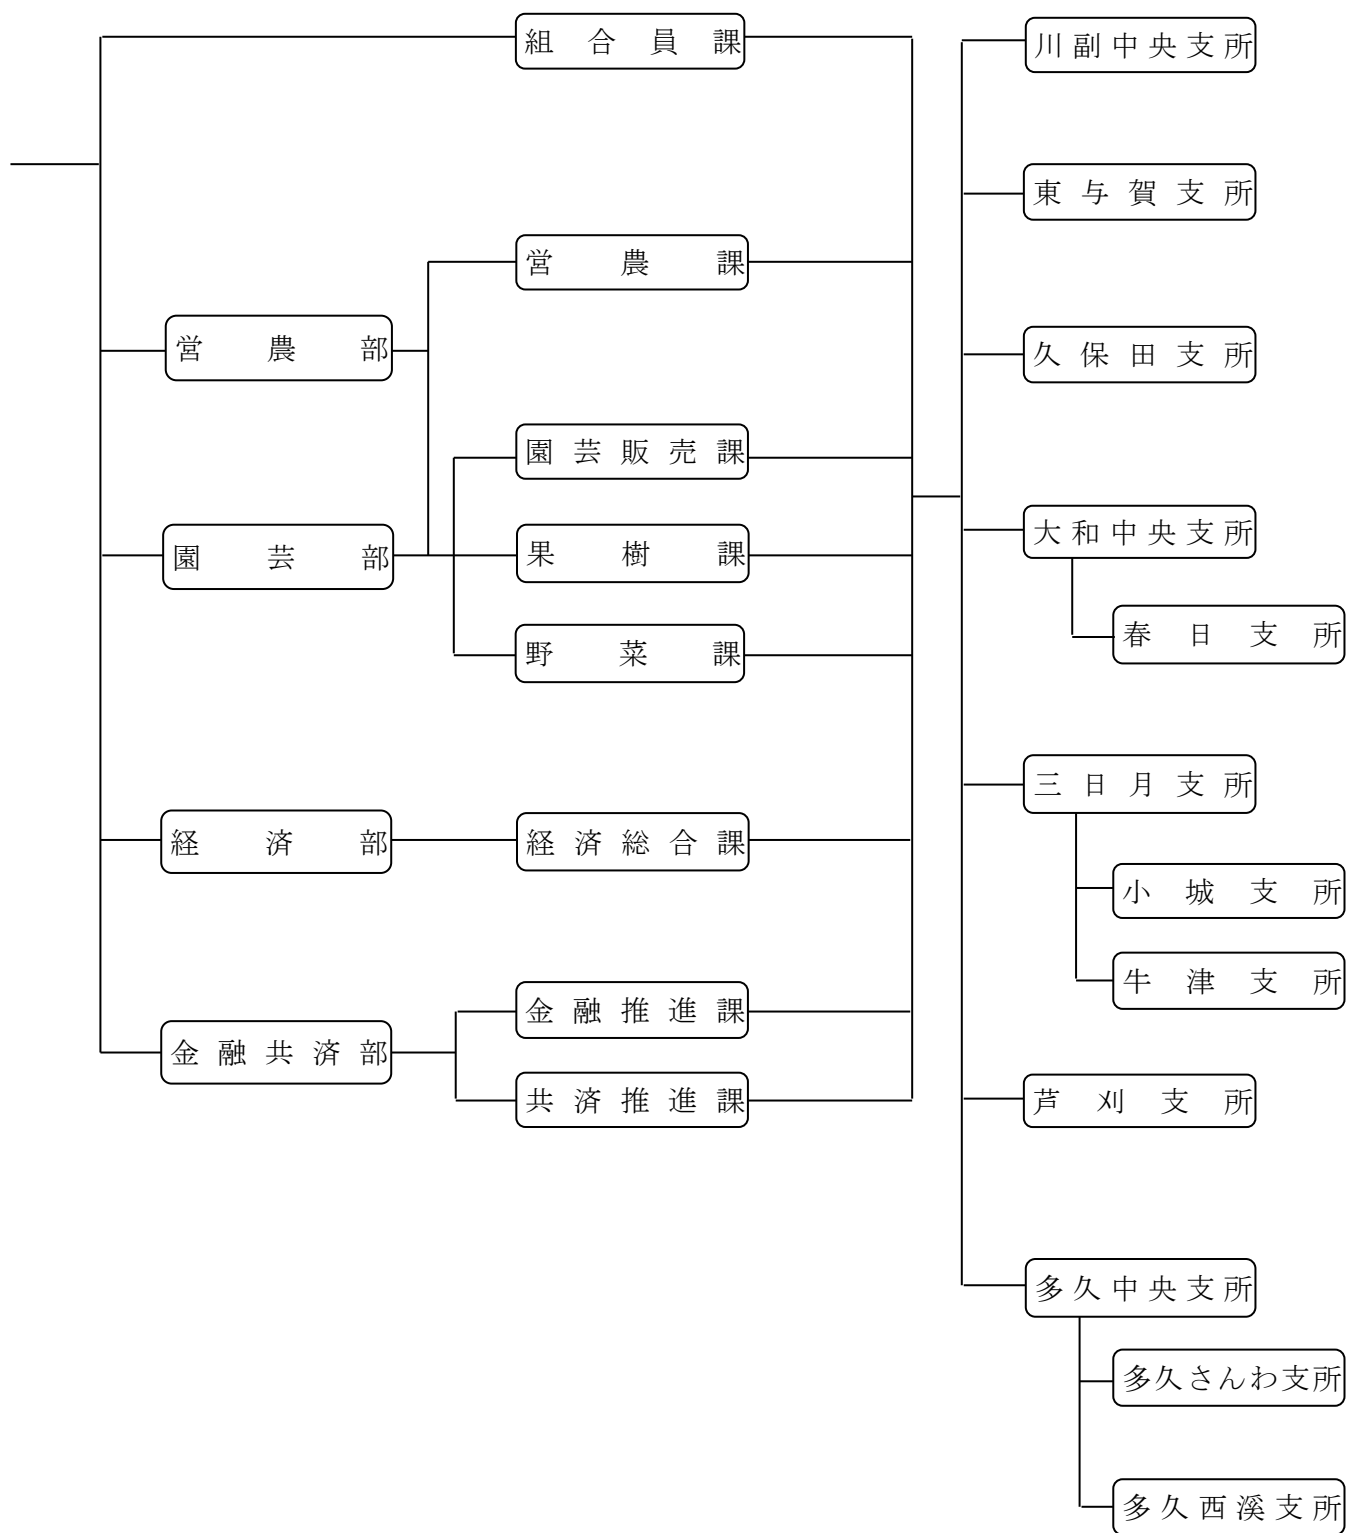 組合員課
営農部
営農課
園芸部
園芸販売課
果樹課
野菜課
経済部
経済総合課
金融共済部
金融推進課
共済推進課
川副中央支所
東与賀支所
久保田支所
大和中央支所
春日支所
三日月支所
小城支所
牛津支所
芦刈支所
多久中央支所
多久さんわ支所
多久西溪支所